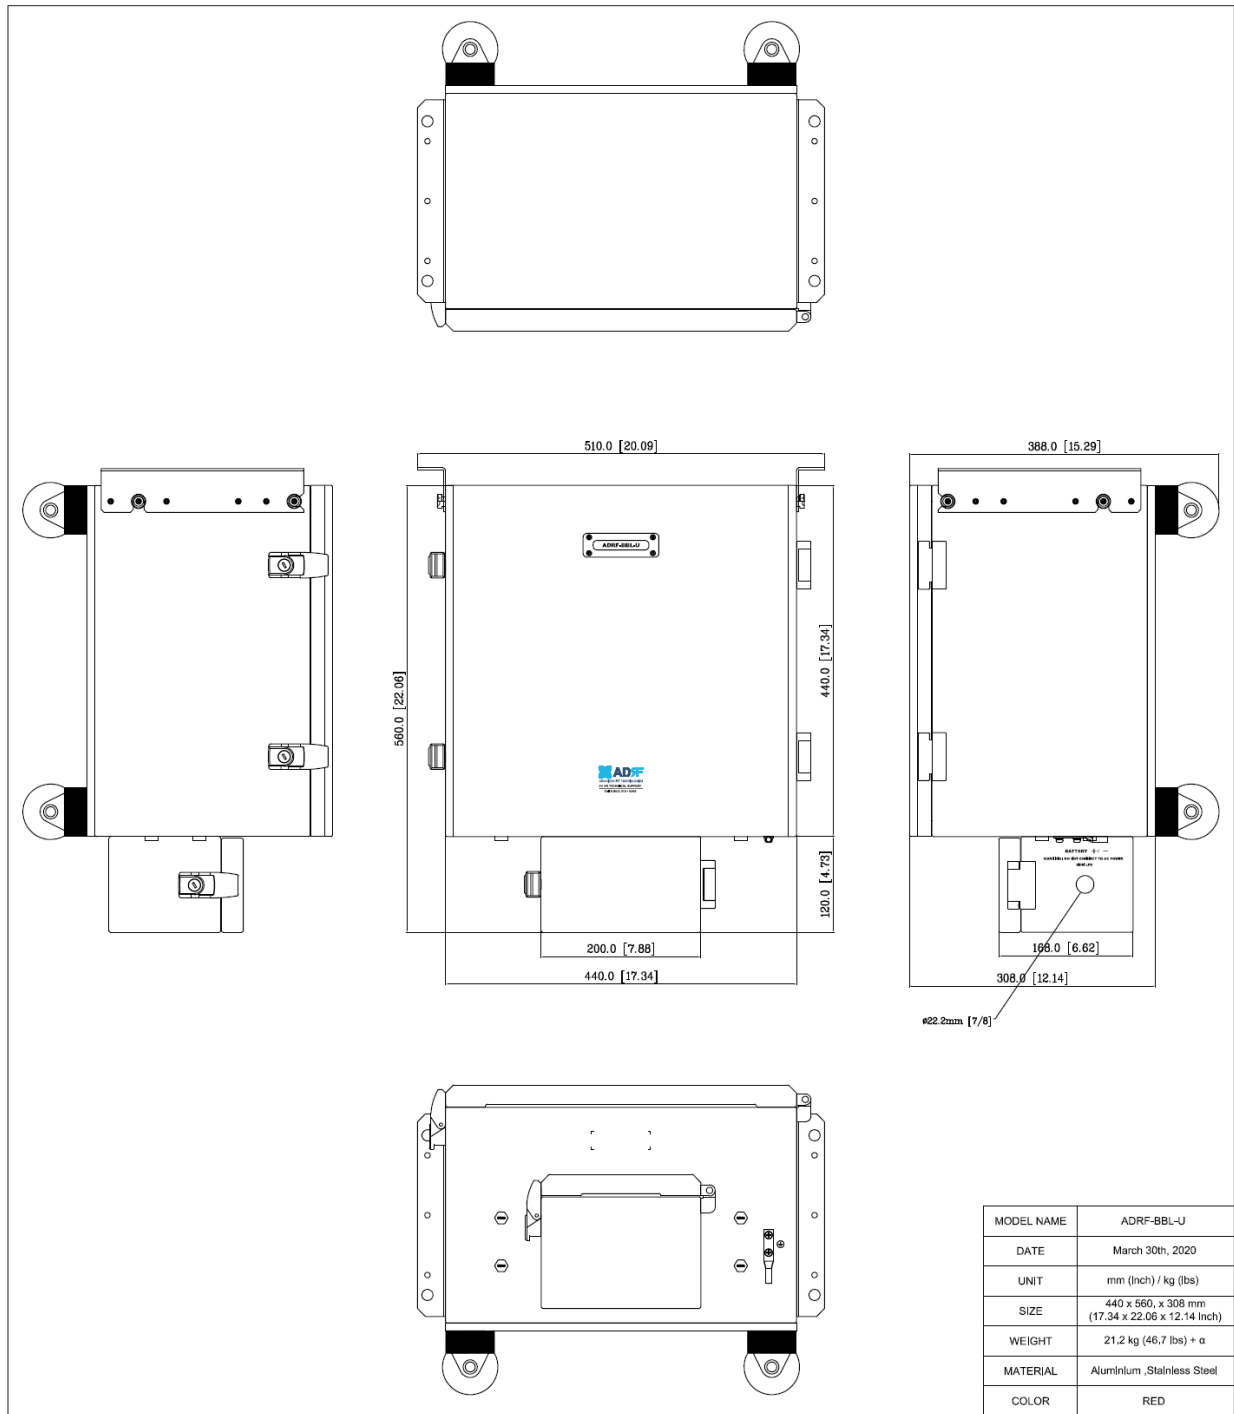 510.0 [20.09]
388.0 [15.29]
ADRF-BBL-U
440.0 [17.34]
560.0 [22.06]
ADRF
120.0 [4.73]
BATTERY + -
200.0 [7.88]
168.0 [6.62]
440.0 [17.34]
308.0 [12.14]
ø22.2mm [7/8]
MODEL NAME ADRF-BBL-U
DATE March 30th, 2020
UNIT mm (Inch) / kg (lbs)
SIZE 440 x 560, x 308 mm
(17.34 x 22.06 x 12.14 Inch)
WEIGHT 21.2 kg (46.7 lbs) + α
MATERIAL Aluminium ,Stainless Steel
COLOR RED